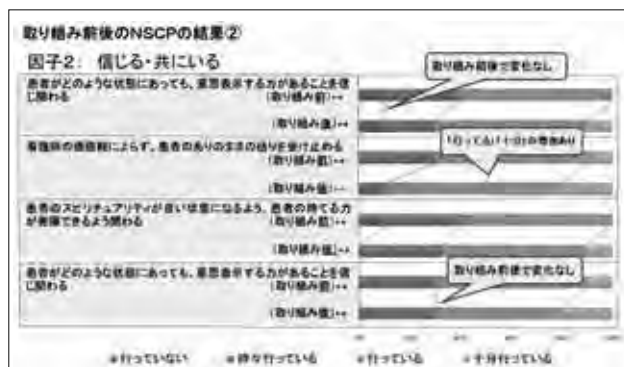 取り組み前後のNSCPの結果②
因子2： 信じる・共にいる
患者がどのような状態にあっても、意思表示する力があることを信
じ関わる
(取り組み前)
(取り組み後)
取り組み前後で変化なし
看護師の価値観によらず、患者のありのままの語りを受け止める
(取り組み前)
(取り組み後)
患者のスピリチュアリティが良い状態になるよう、患者の持てる力
が発揮できるよう関わる
(取り組み前)
(取り組み後)
患者がどのような状態にあっても、意思表示する力があることを信
じ関わる
(取り組み前)
(取り組み後)
取り組み前後で変化なし
行っていない 時々行っている 行っている 十分行っている